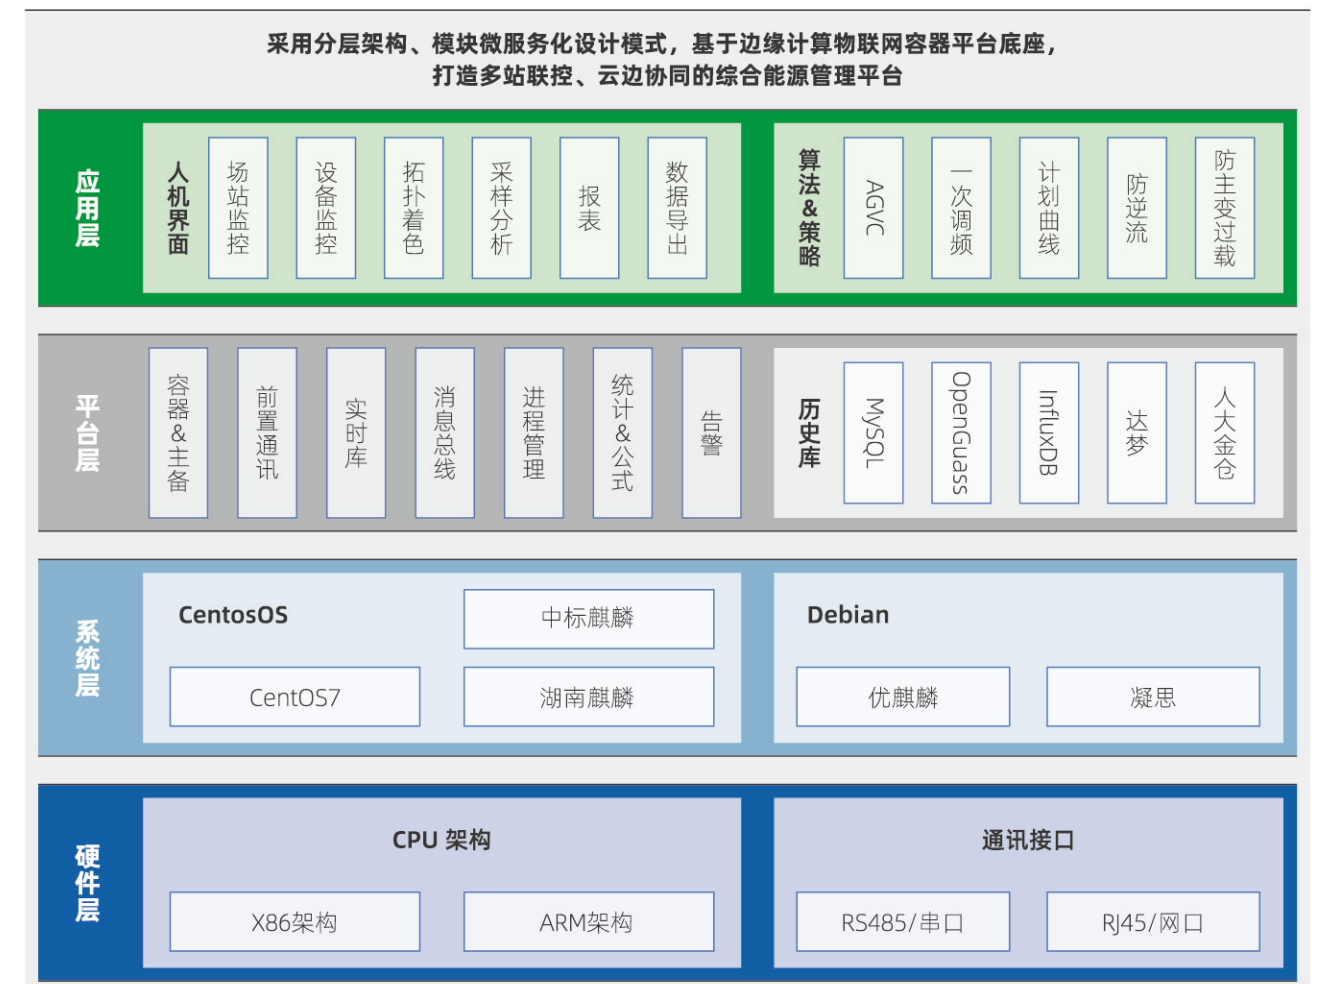 采用分层架构、模块微服务化设计模式，基于边缘计算物联网容器平台底座，
打造多站联控、云边协同的综合能源管理平台
应用层
人机界面
场站监控
设备监控
拓扑着色
采样分析
报表
数据导出
算法&策略
AGVC
一次调频
计划曲线
防逆流
防主变过载
平台层
容器&主备
前置通讯
实时库
消息总线
进程管理
统计&公式
告警
历史库
MySQL
OpenGuass
InfluxDB
达梦
人大金仓
系统层
CentosOS
中标麒麟
CentOS7
湖南麒麟
Debian
优麒麟
凝思
硬件层
CPU 架构
X86架构
ARM架构
通讯接口
RS485/串口
RJ45/网口